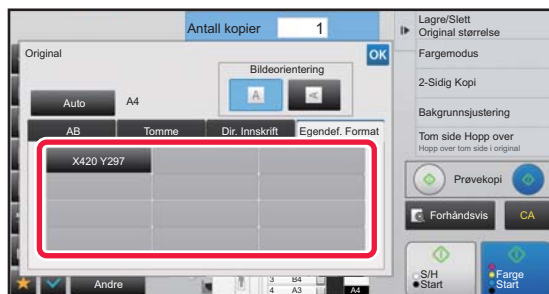 Antall kopier 1
Original
OK
Bildeorientering
A A
Auto A4
AB Tomme Dir. Innskrift Egendef. Format
X420 Y297
Andre
3 B4
4 A3 A4
Lagre/Slett
Original størrelse
Fargemodus
2-Sidig Kopi
Bakgrunnsjustering
Tom side Hopp over
Hopp over tom side i original
Prøvekopi
Forhåndsvis CA
S/H
Start
Farge
Start